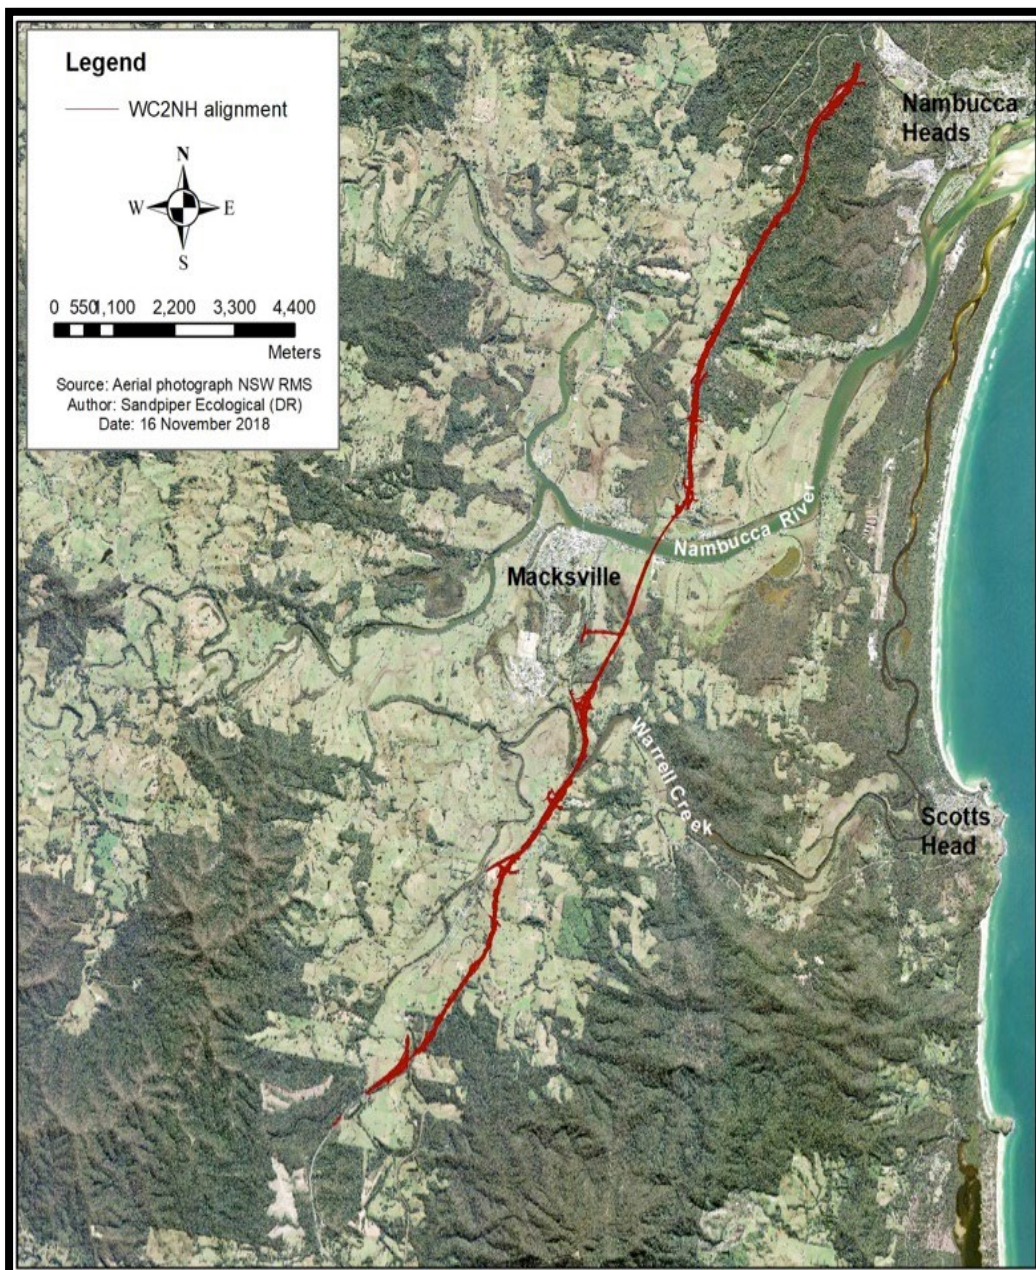 Legend
WC2NH alignment
N
W E
S
0 550 1,100 2,200 3,300 4,400
Meters
Source: Aerial photograph NSW RMS
Author: Sandpiper Ecological (DR)
Date: 16 November 2018
Nambucca
Heads
Nambucca River
Macksville
Warrell Creek
Scotts
Head